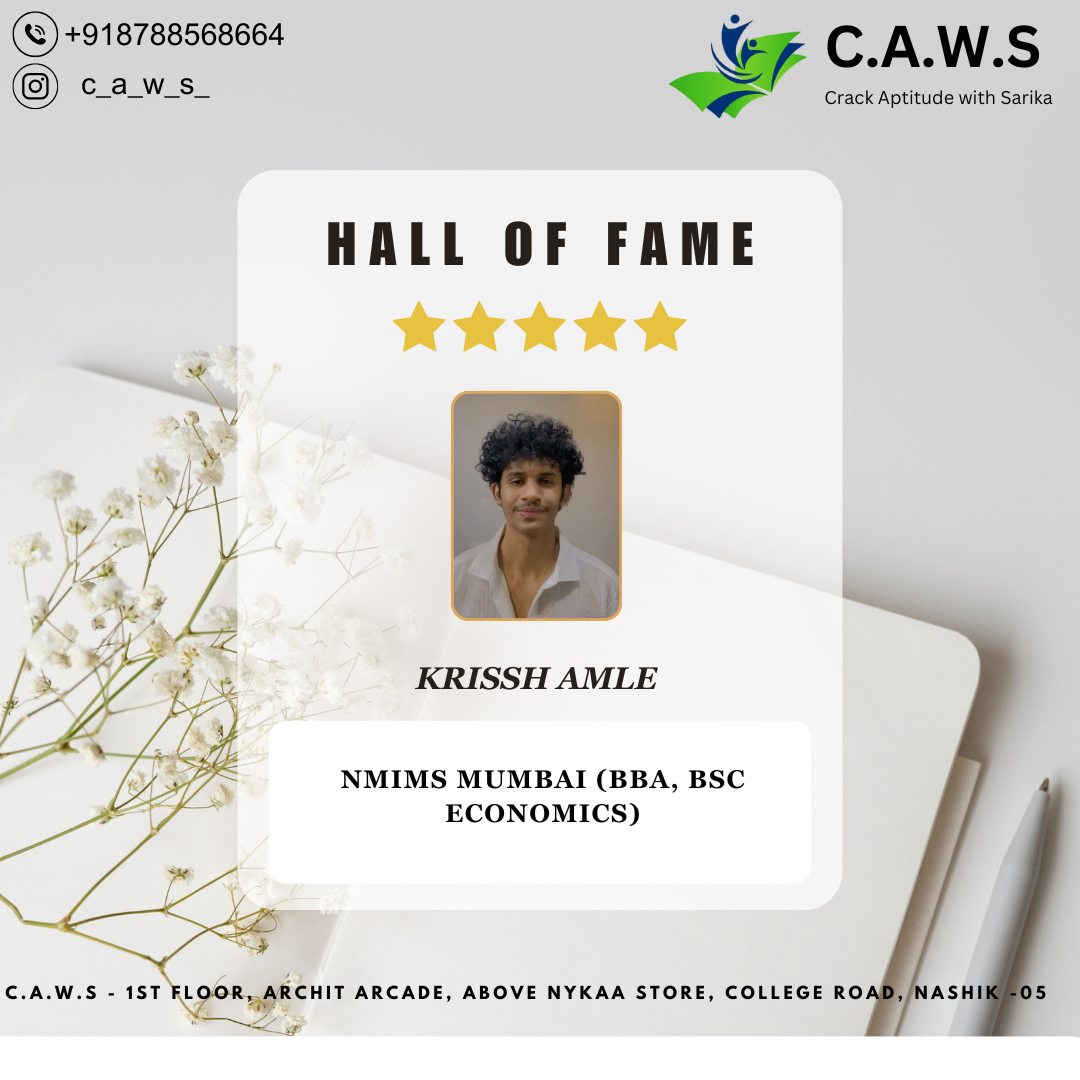 +918788568664
c_a_w_s_
C.A.W.S
Crack Aptitude with Sarika
HALL OF FAME
KRISSH AMLE
NMIMS MUMBAI (BBA, BSC
ECONOMICS)
C.A.W.S - 1ST FLOOR, ARCHIT ARCADE, ABOVE NYKAA STORE, COLLEGE ROAD, NASHIK -05